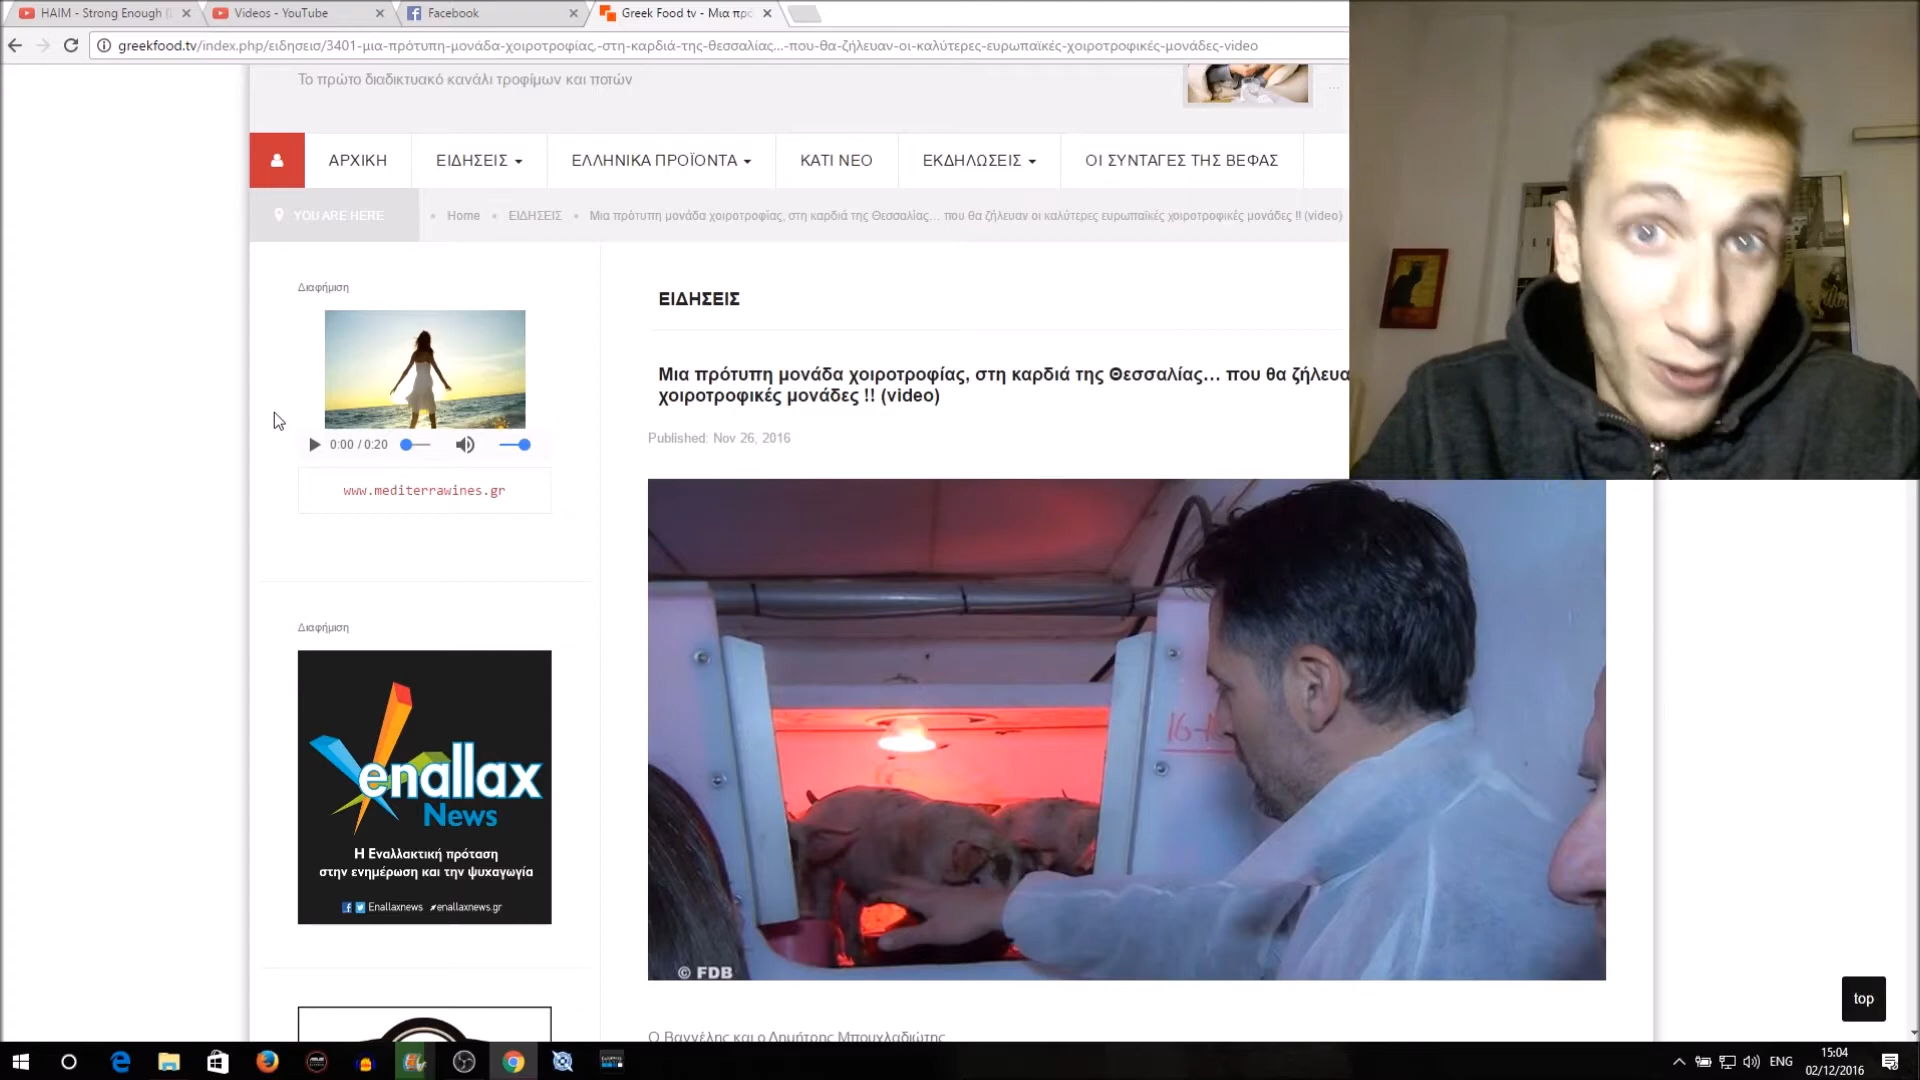 HAIM - Strong Enough
Videos - YouTube
Facebook
Greek Food tv - Μια πρό
greekfood.tv/index.php/ειδησεισ/3401-μια-πρότυπη-μονάδα-χοιροτροφίας,-στη-καρδιά-της-θεσσαλίας...-που-θα-ζήλευαν-οι-καλύτερες-ευρωπαϊκές-χοιροτροφικές-μονάδες-video
Το πρώτο διαδικτυακό κανάλι τροφίμων και ποτών
...
ΑΡΧΙΚΗ
ΕΙΔΗΣΕΙΣ
ΕΛΛΗΝΙΚΑ ΠΡΟΪΟΝΤΑ
ΚΑΤΙ ΝΕΟ
ΕΚΔΗΛΩΣΕΙΣ
ΟΙ ΣΥΝΤΑΓΕΣ ΤΗΣ ΒΕΦΑΣ
YOU ARE HERE
Home
ΕΙΔΗΣΕΙΣ
Μια πρότυπη μονάδα χοιροτροφίας, στη καρδιά της Θεσσαλίας… που θα ζήλευαν οι καλύτερες ευρωπαϊκές χοιροτροφικές μονάδες !! (video)
Διαφήμιση
0:00 / 0:20
www.mediterrawines.gr
ΕΙΔΗΣΕΙΣ
Μια πρότυπη μονάδα χοιροτροφίας, στη καρδιά της Θεσσαλίας… που θα ζήλευα
χοιροτροφικές μονάδες !! (video)
Published: Nov 26, 2016
Διαφήμιση
enallax
News
Η Εναλλακτική πρόταση
στην ενημέρωση και την ψυχαγωγία
Enallaxnews enallaxnews.gr
© FDB
Ο Βαγγέλης και ο Δημήτρης Μπουχλαδιώτης
top
ENG
15:04
02/12/2016